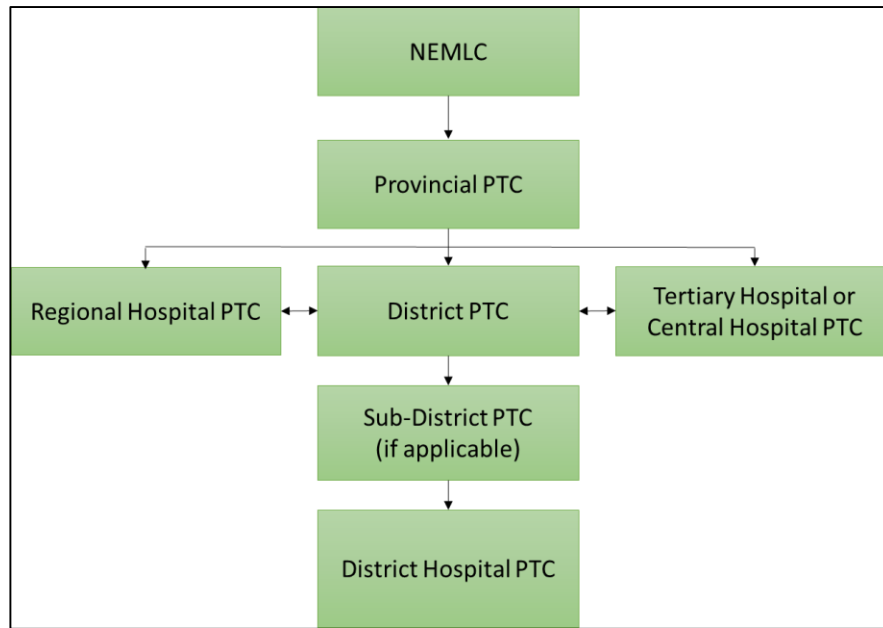 NEMLC
Provincial PTC
Regional Hospital PTC
District PTC
Tertiary Hospital or
Central Hospital PTC
Sub-District PTC
(if applicable)
District Hospital PTC